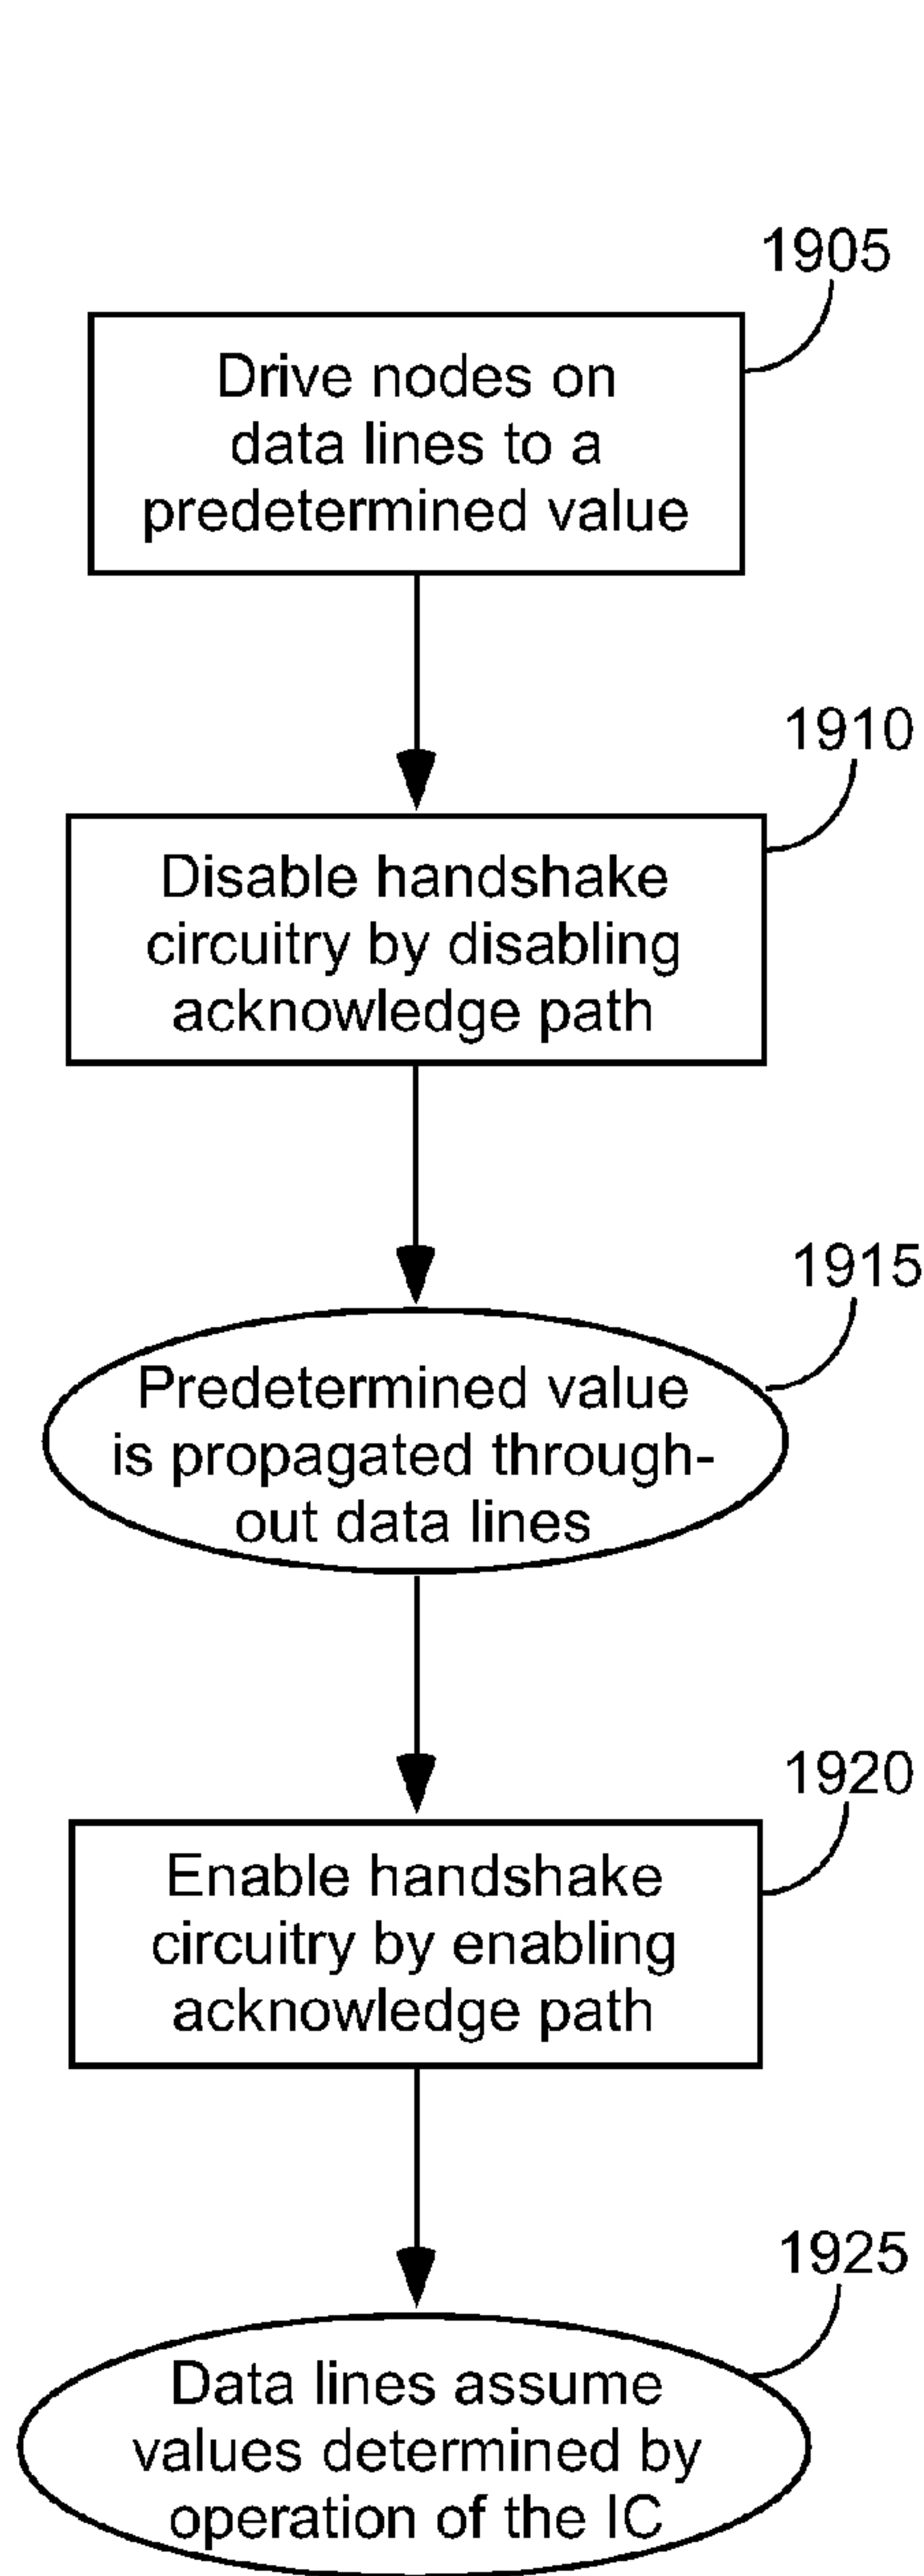 1905
Drive nodes on
data lines to a
predetermined value
1910
Disable handshake
circuitry by disabling
acknowledge path
1915
Predetermined value
is propagated through-
out data lines
1920
Enable handshake
circuitry by enabling
acknowledge path
1925
Data lines assume
values determined by
operation of the IC